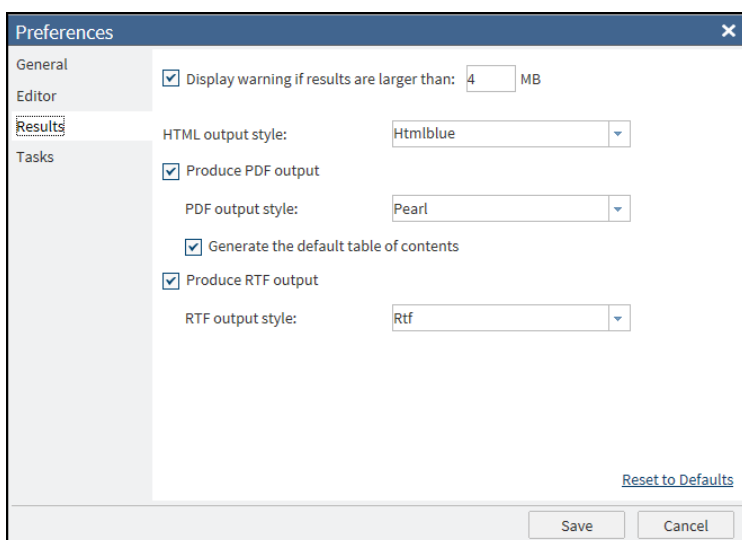 Preferences
General
Editor
Results
Tasks
Display warning if results are larger than: 4 MB
HTML output style: Htmlblue
Produce PDF output
PDF output style: Pearl
Generate the default table of contents
Produce RTF output
RTF output style: Rtf
Reset to Defaults
Save Cancel